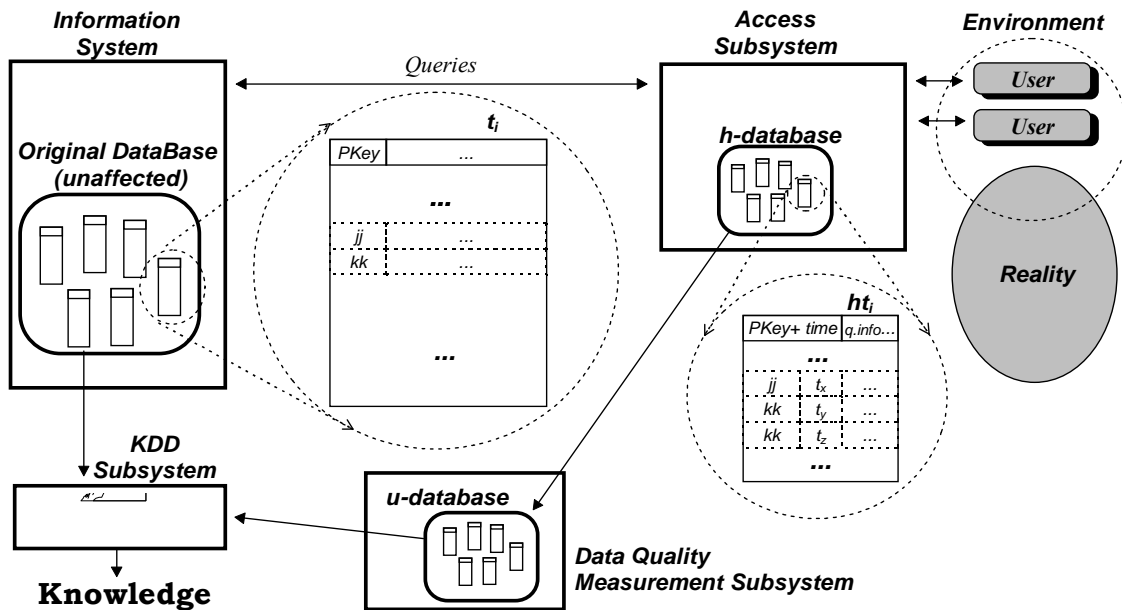 Information
System
Access
Subsystem
Environment
Queries
User
User
Original DataBase
(unaffected)
t_i
PKey ...
...
jj ...
kk ...
...
h-database
Reality
ht_i
PKey+ time q.info...
...
jj t_x ...
kk t_y ...
kk t_z ...
...
KDD
Subsystem
u-database
Data Quality
Measurement Subsystem
Knowledge